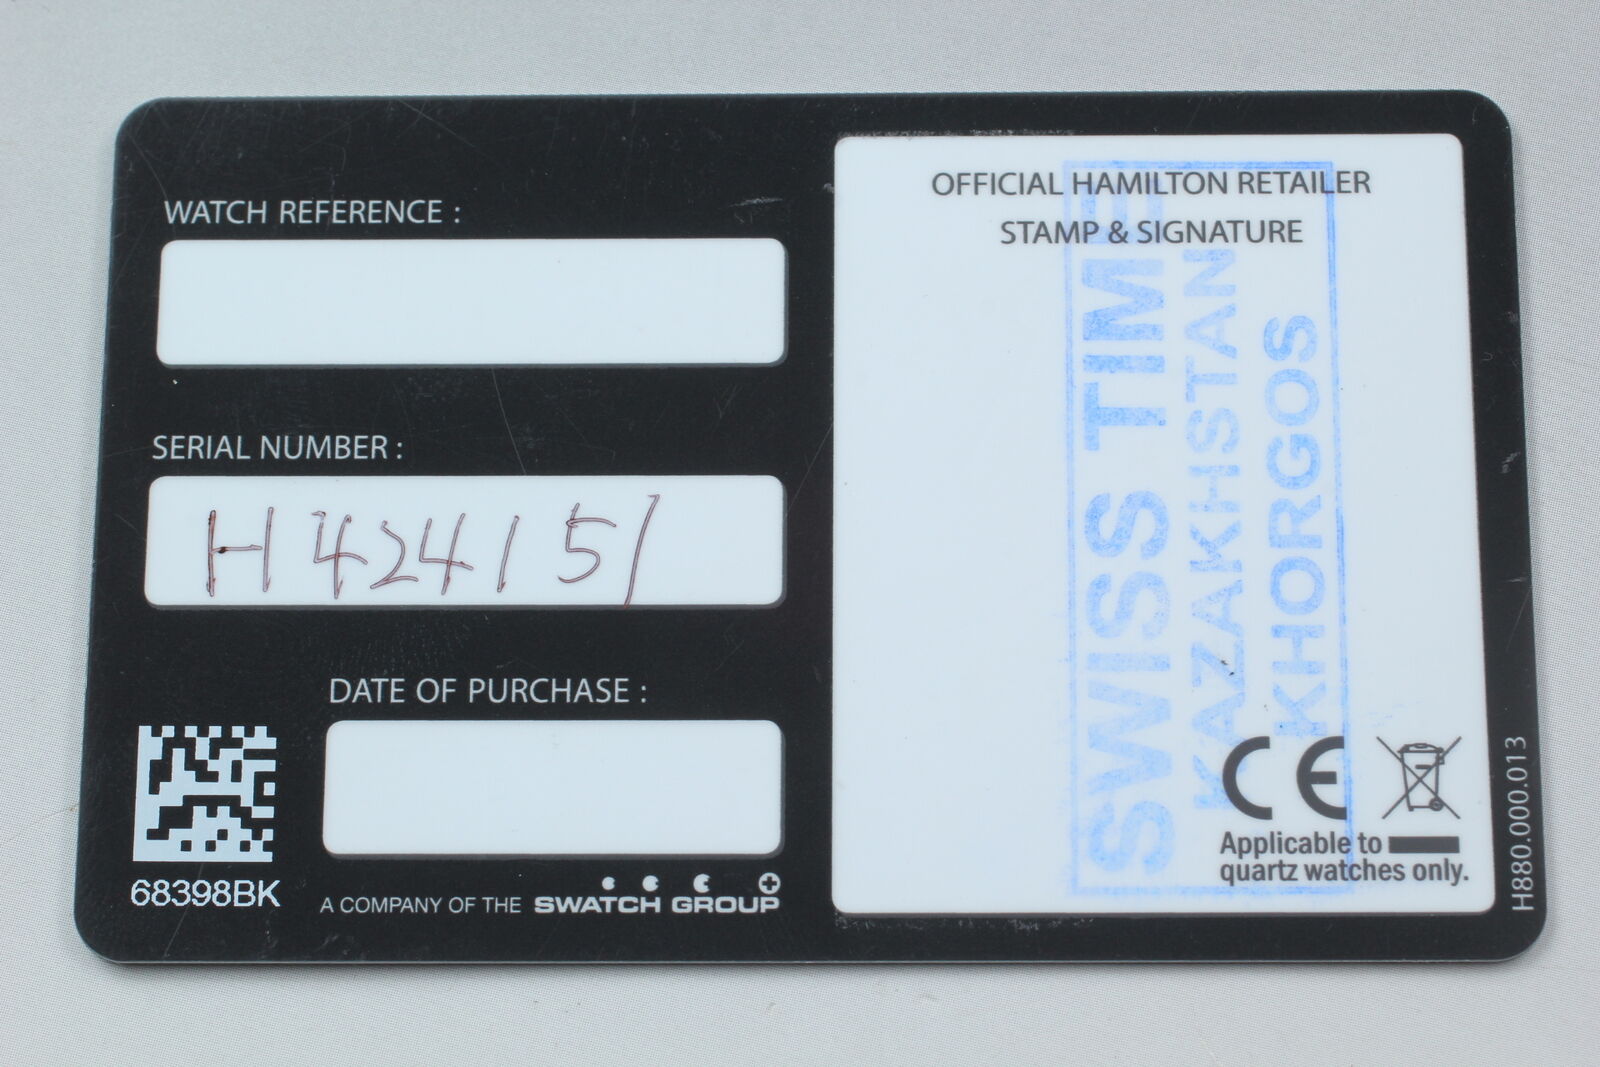 WATCH REFERENCE :
SERIAL NUMBER :
H424151
DATE OF PURCHASE :
68398BK
A COMPANY OF THE SWATCH GROUP
OFFICIAL HAMILTON RETAILER
STAMP & SIGNATURE
SWISS TIME
KAZAKHSTAN
KHORGOS
CE
Applicable to
quartz watches only.
H880.000.013